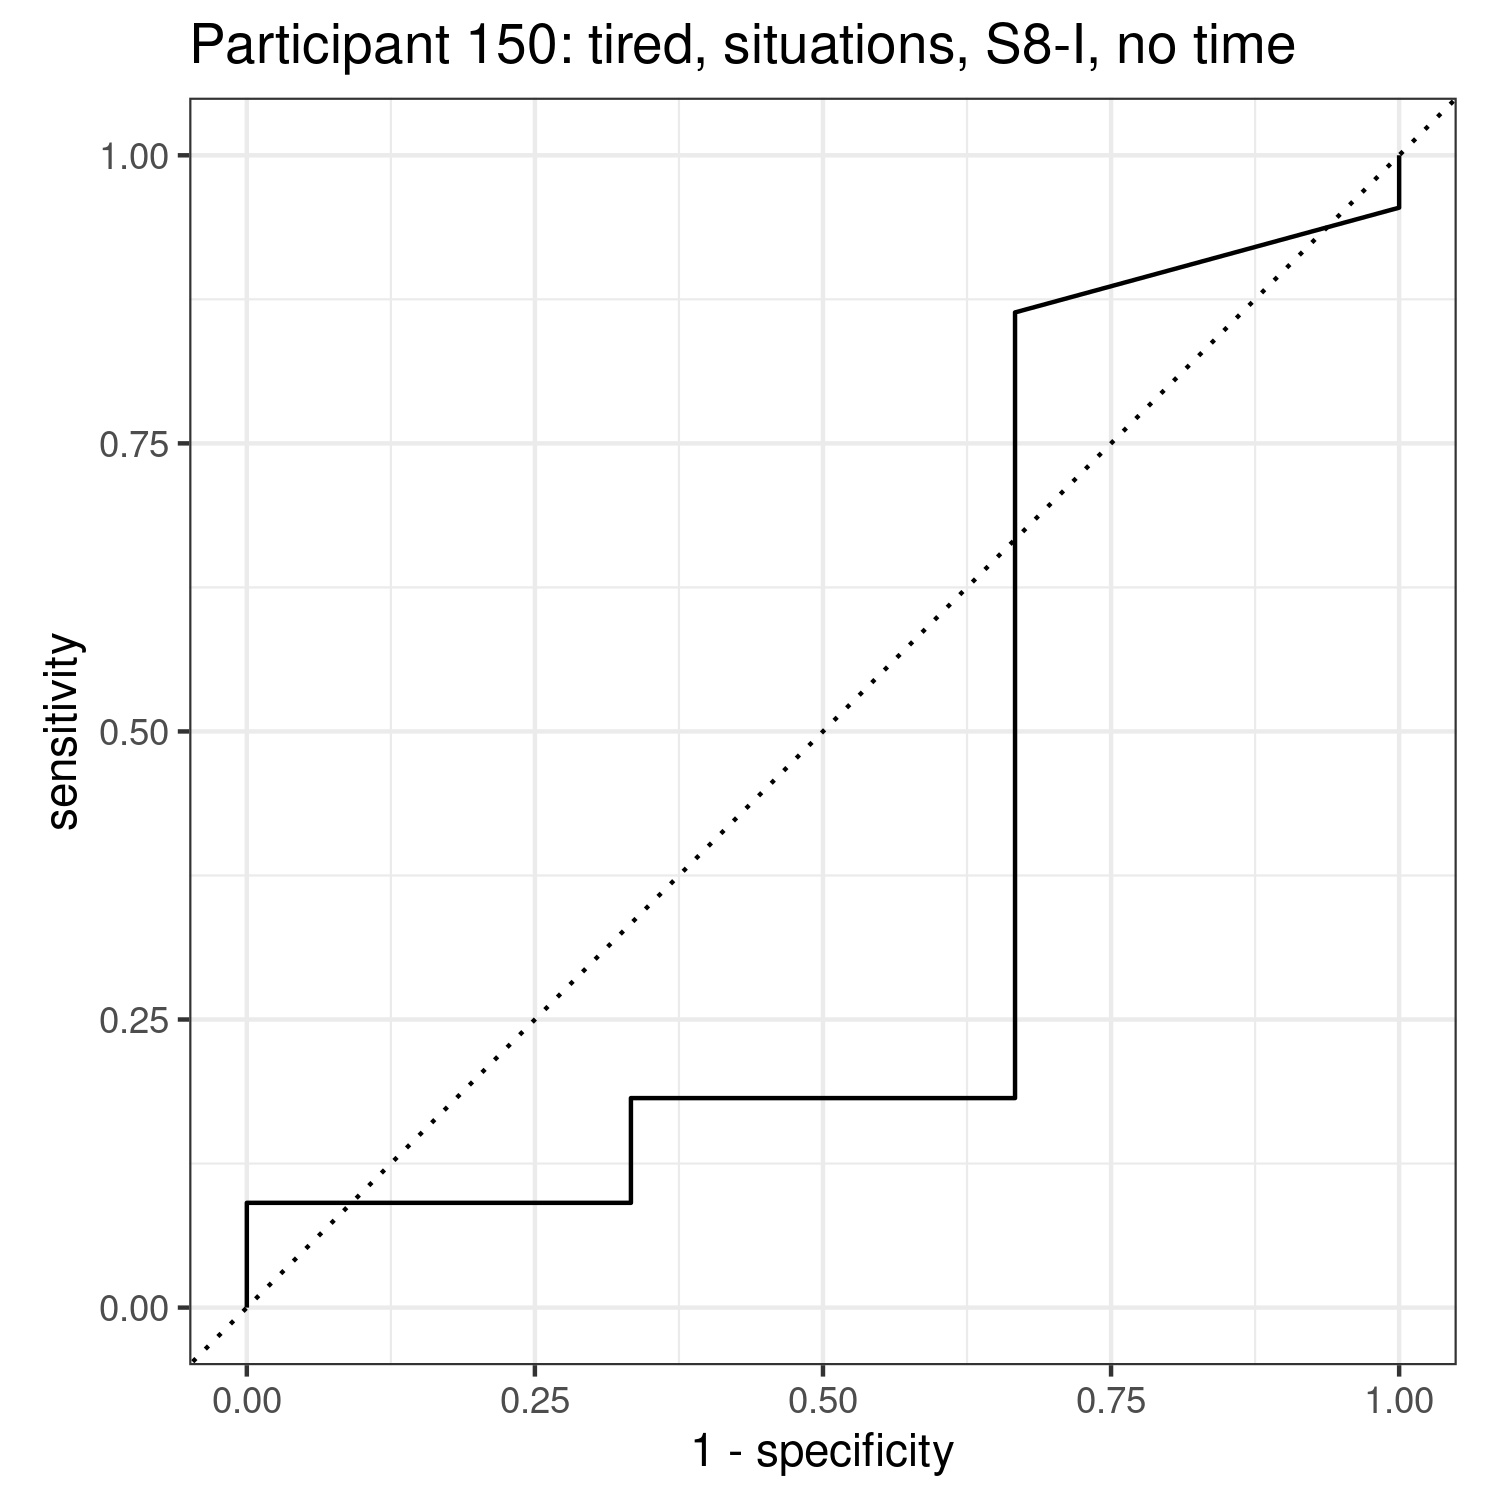 Participant 150: tired, situations, S8-I, no time
1.00
0.75
0.50
0.25
0.00
sensitivity
0.00 0.25 0.50 0.75 1.00
1 - specificity